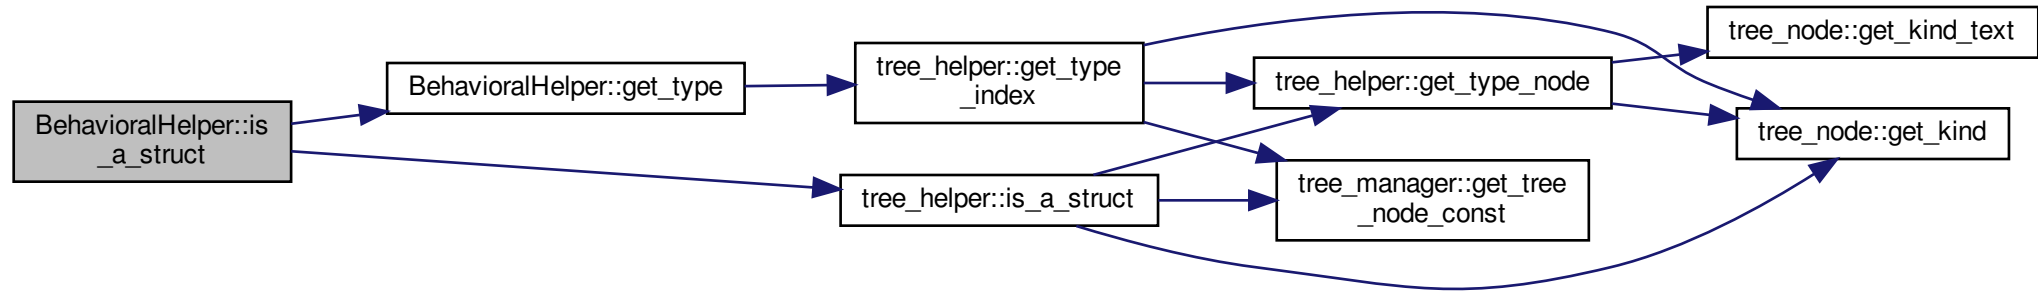 BehavioralHelper::is
_a_struct
BehavioralHelper::get_type
tree_helper::get_type
_index
tree_helper::is_a_struct
tree_helper::get_type_node
tree_manager::get_tree
_node_const
tree_node::get_kind_text
tree_node::get_kind